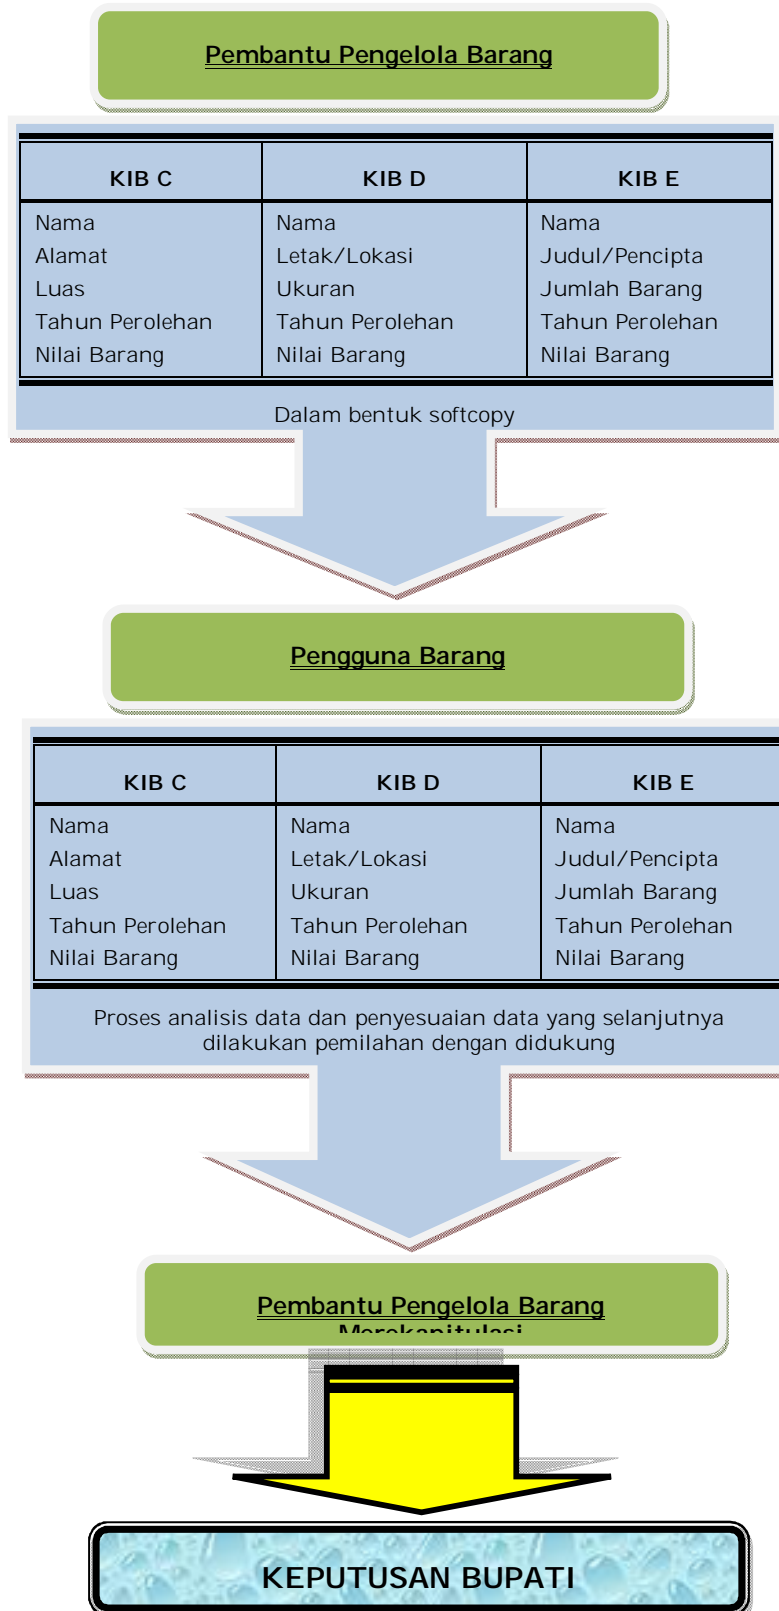 Pembantu Pengelola Barang
KIB C KIB D KIB E
Nama Nama Nama
Alamat Letak/Lokasi Judul/Pencipta
Luas Ukuran Jumlah Barang
Tahun Perolehan Tahun Perolehan Tahun Perolehan
Nilai Barang Nilai Barang Nilai Barang
Dalam bentuk softcopy
Pengguna Barang
KIB C KIB D KIB E
Nama Nama Nama
Alamat Letak/Lokasi Judul/Pencipta
Luas Ukuran Jumlah Barang
Tahun Perolehan Tahun Perolehan Tahun Perolehan
Nilai Barang Nilai Barang Nilai Barang
Proses analisis data dan penyesuaian data yang selanjutnya
dilakukan pemilahan dengan didukung
Pembantu Pengelola Barang
Merekapitulasi
KEPUTUSAN BUPATI